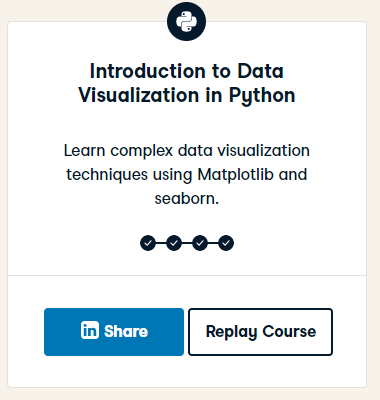 Introduction to Data
Visualization in Python
Learn complex data visualization
techniques using Matplotlib and
seaborn.
in Share
Replay Course